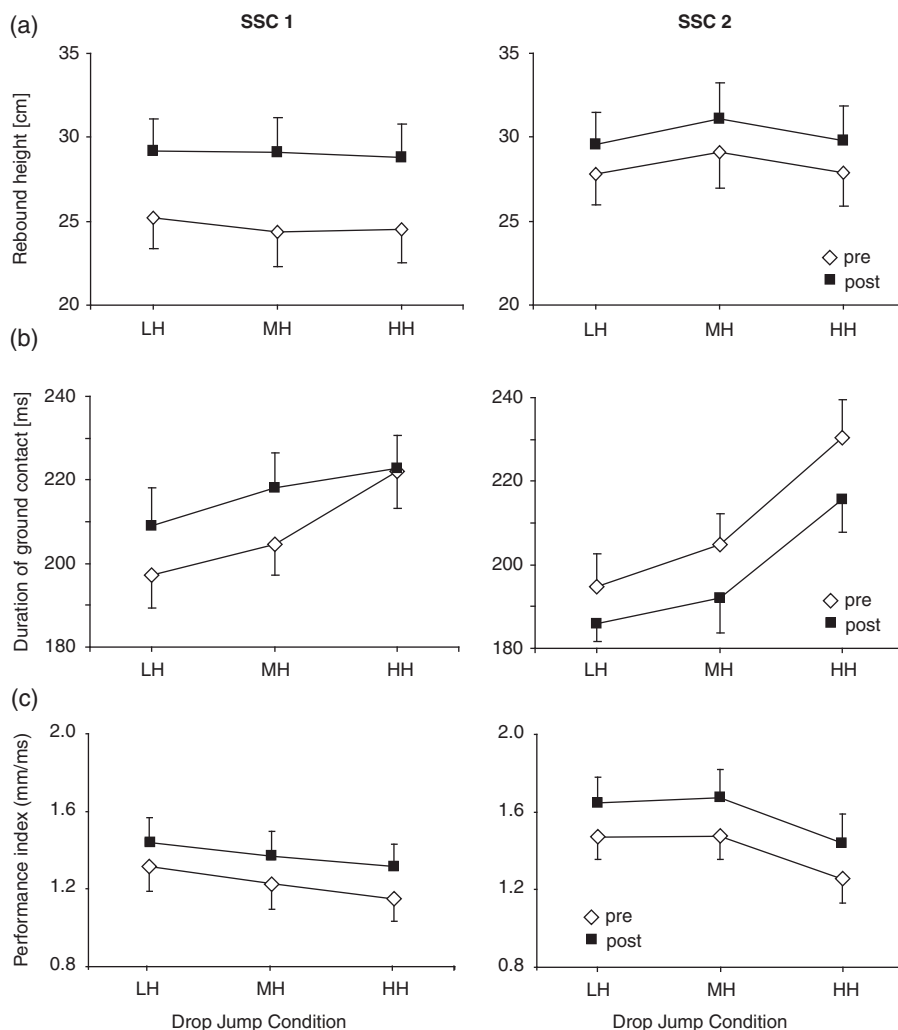 (a)
SSC 1
SSC 2
Rebound height [cm]
35
30
25
20
LH MH HH
35
30
25
20
LH MH HH
pre
post
(b)
Duration of ground contact [ms]
240
220
200
180
LH MH HH
240
220
200
180
LH MH HH
pre
post
(c)
Performance index (mm/ms)
2.0
1.6
1.2
0.8
LH MH HH
Drop Jump Condition
2.0
1.6
1.2
0.8
LH MH HH
Drop Jump Condition
pre
post